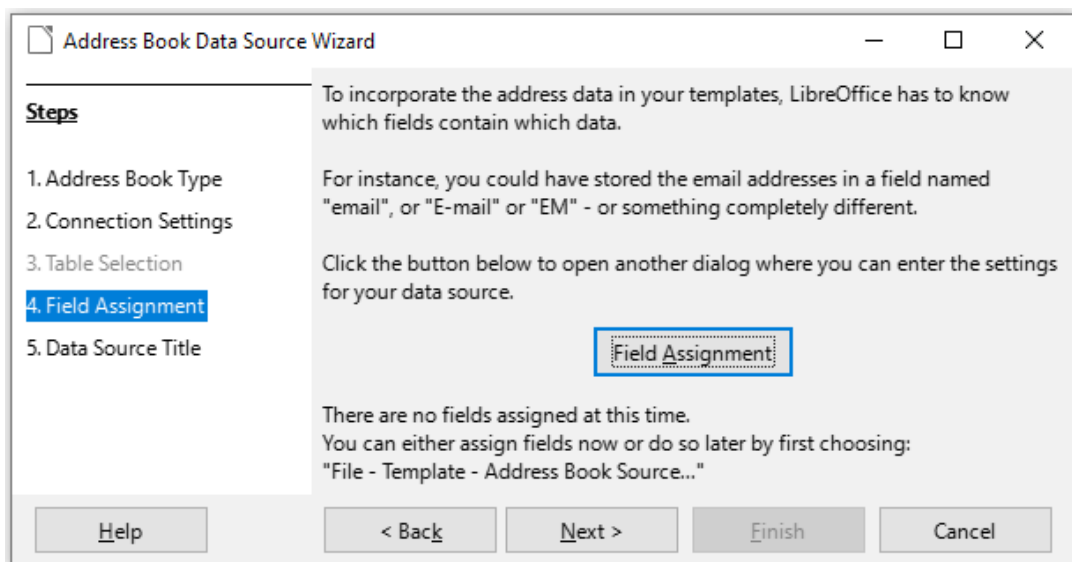 Address Book Data Source Wizard
Steps
1. Address Book Type
2. Connection Settings
3. Table Selection
4. Field Assignment
5. Data Source Title
To incorporate the address data in your templates, LibreOffice has to know
which fields contain which data.
For instance, you could have stored the email addresses in a field named
"email", or "E-mail" or "EM" - or something completely different.
Click the button below to open another dialog where you can enter the settings
for your data source.
Field Assignment
There are no fields assigned at this time.
You can either assign fields now or do so later by first choosing:
"File - Template - Address Book Source..."
Help
< Back
Next >
Finish
Cancel